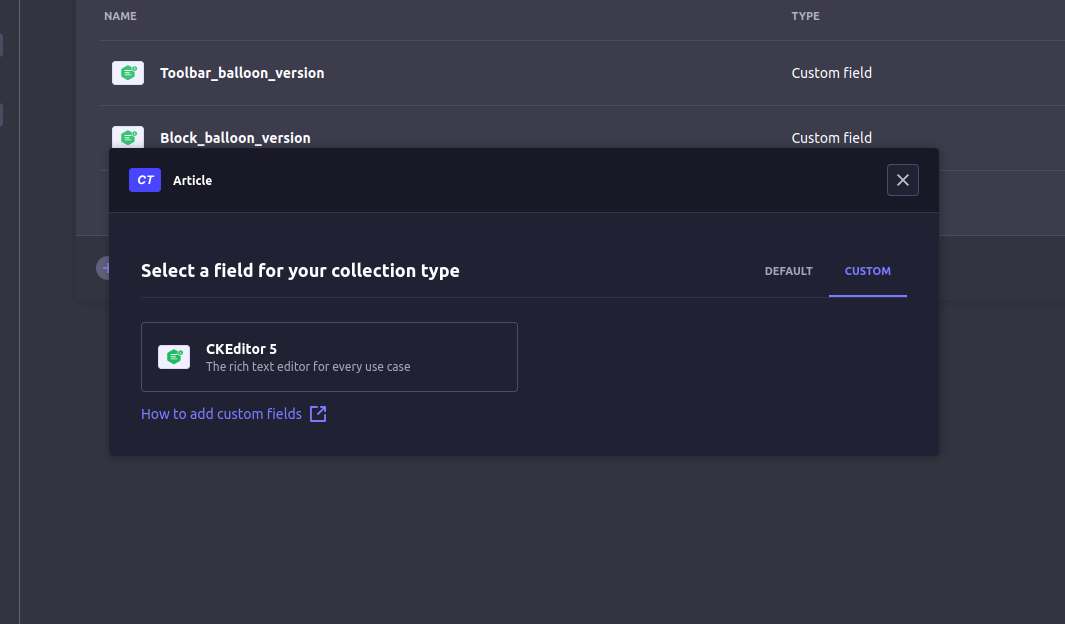 NAME TYPE
Toolbar_balloon_version Custom field
Block_balloon_version Custom field
CT Article
Select a field for your collection type DEFAULT CUSTOM
CKEditor 5
The rich text editor for every use case
How to add custom fields